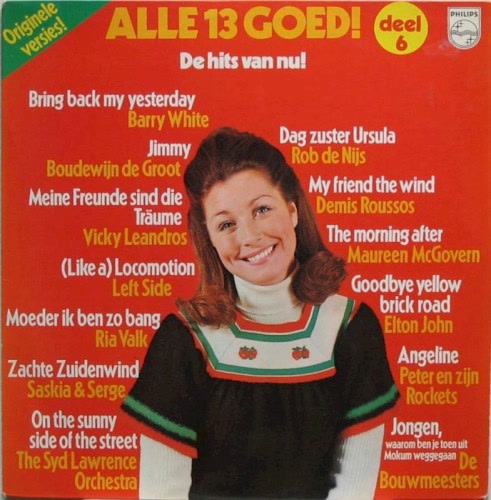 Originele
versies!
ALLE 13 GOED!
deel
6
PHILIPS
De hits van nu!
Bring back my yesterday
Barry White
Jimmy
Boudewijn de Groot
Meine Freunde sind die
Träume
Vicky Leandros
(Like a) Locomotion
Left Side
Moeder ik ben zo bang
Ria Valk
Zachte Zuidenwind
Saskia & Serge
On the sunny
side of the street
The Syd Lawrence
Orchestra
Dag zuster Ursula
Rob de Nijs
My friend the wind
Demis Roussos
The morning after
Maureen McGovern
Goodbye yellow
brick road
Elton John
Angeline
Peter en zijn
Rockets
Jongen,
waarom ben je toen uit
Mokum weggegaan De
Bouwmeesters